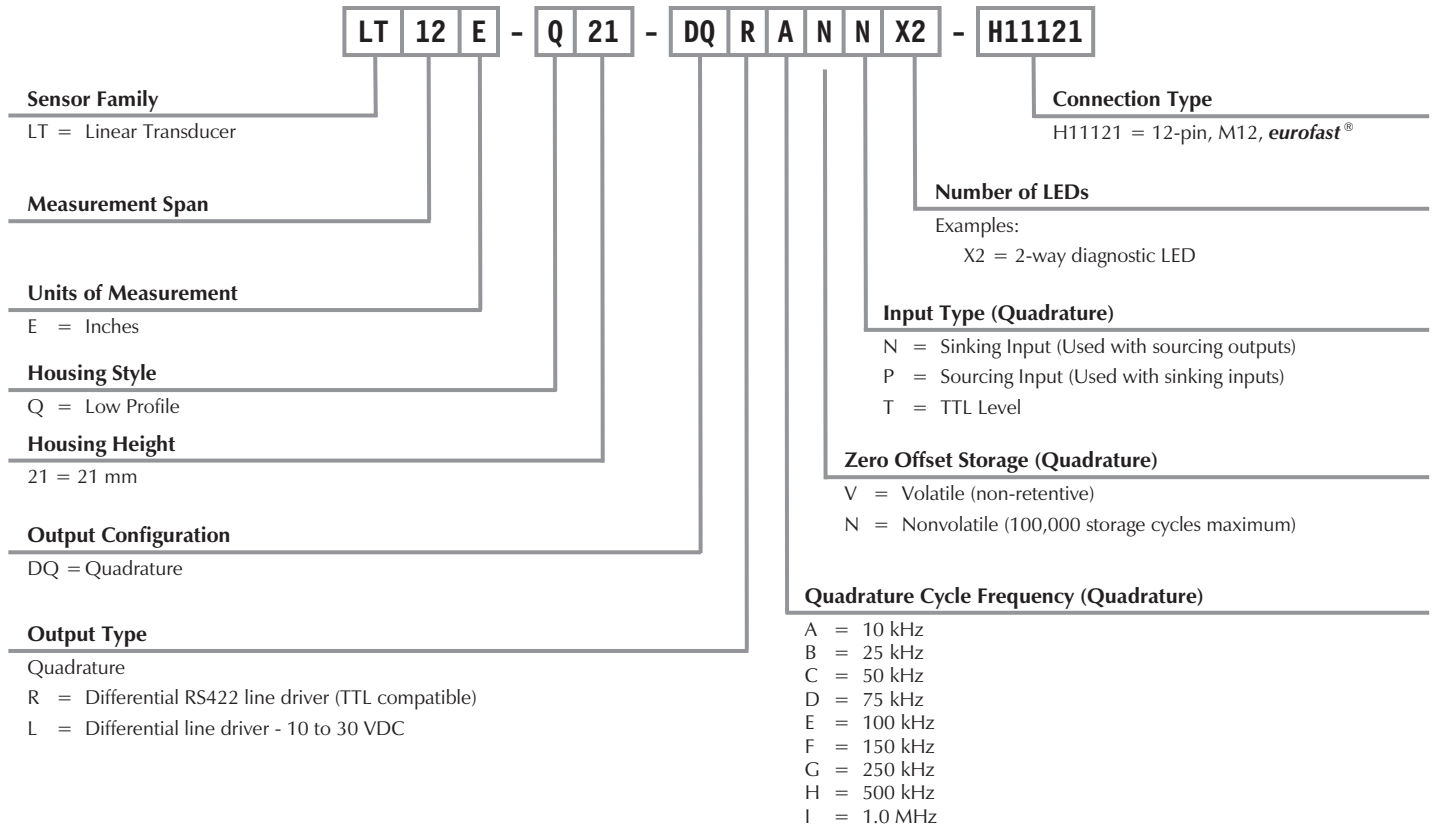 LT 12 E - Q 21 - DQ R A N N X2 - H11121
Sensor Family
LT = Linear Transducer
Measurement Span
Units of Measurement
E = Inches
Housing Style
Q = Low Profile
Housing Height
21 = 21 mm
Output Configuration
DQ = Quadrature
Output Type
Quadrature
R = Differential RS422 line driver (TTL compatible)
L = Differential line driver - 10 to 30 VDC
Connection Type
H11121 = 12-pin, M12, eurofast®
Number of LEDs
Examples:
X2 = 2-way diagnostic LED
Input Type (Quadrature)
N = Sinking Input (Used with sourcing outputs)
P = Sourcing Input (Used with sinking inputs)
T = TTL Level
Zero Offset Storage (Quadrature)
V = Volatile (non-retentive)
N = Nonvolatile (100,000 storage cycles maximum)
Quadrature Cycle Frequency (Quadrature)
A = 10 kHz
B = 25 kHz
C = 50 kHz
D = 75 kHz
E = 100 kHz
F = 150 kHz
G = 250 kHz
H = 500 kHz
I = 1.0 MHz